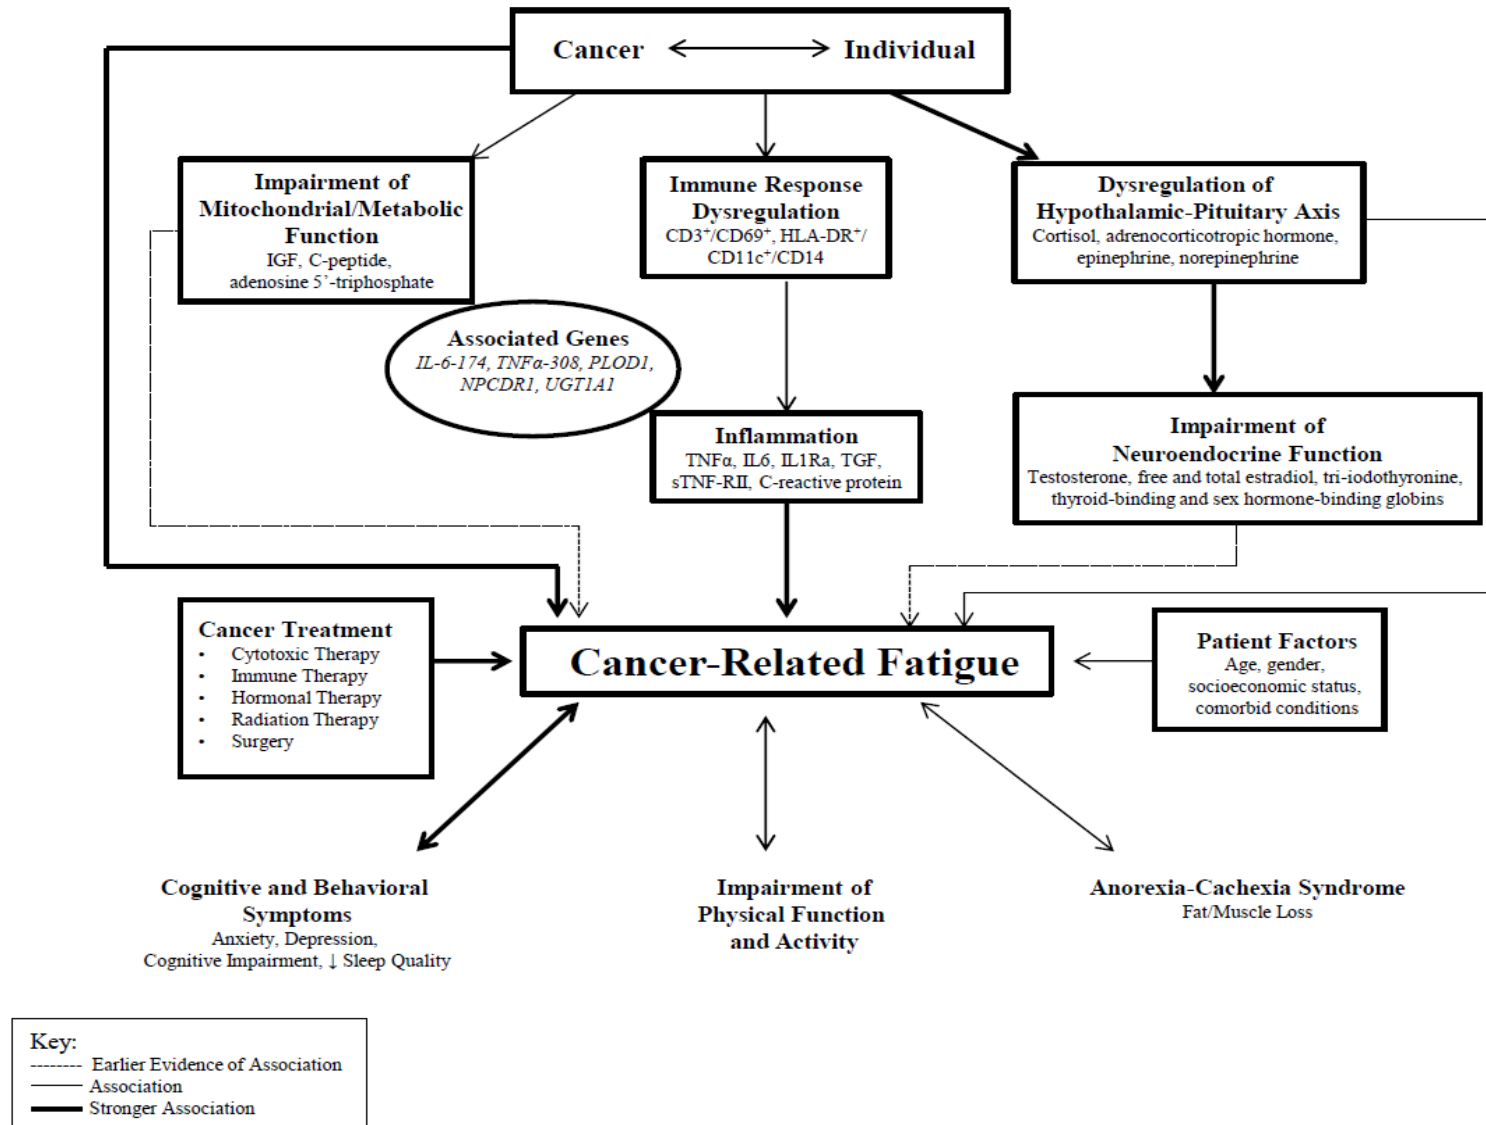 Cancer Individual
Impairment of
Mitochondrial/Metabolic
Function
IGF, C-peptide,
adenosine 5’-triphosphate
Immune Response
Dysregulation
CD3⁺/CD69⁺, HLA-DR⁺/
CD11c⁺/CD14
Dysregulation of
Hypothalamic-Pituitary Axis
Cortisol, adrenocorticotropic hormone,
epinephrine, norepinephrine
Associated Genes
IL-6-174, TNFα-308, PLOD1,
NPCDR1, UGT1A1
Inflammation
TNFα, IL6, IL1Ra, TGF,
sTNF-RII, C-reactive protein
Impairment of
Neuroendocrine Function
Testosterone, free and total estradiol, tri-iodothyronine,
thyroid-binding and sex hormone-binding globins
Cancer Treatment
• Cytotoxic Therapy
• Immune Therapy
• Hormonal Therapy
• Radiation Therapy
• Surgery
Cancer-Related Fatigue
Patient Factors
Age, gender,
socioeconomic status,
comorbid conditions
Cognitive and Behavioral
Symptoms
Anxiety, Depression,
Cognitive Impairment, ↓ Sleep Quality
Impairment of
Physical Function
and Activity
Anorexia-Cachexia Syndrome
Fat/Muscle Loss
Key:
Earlier Evidence of Association
Association
Stronger Association